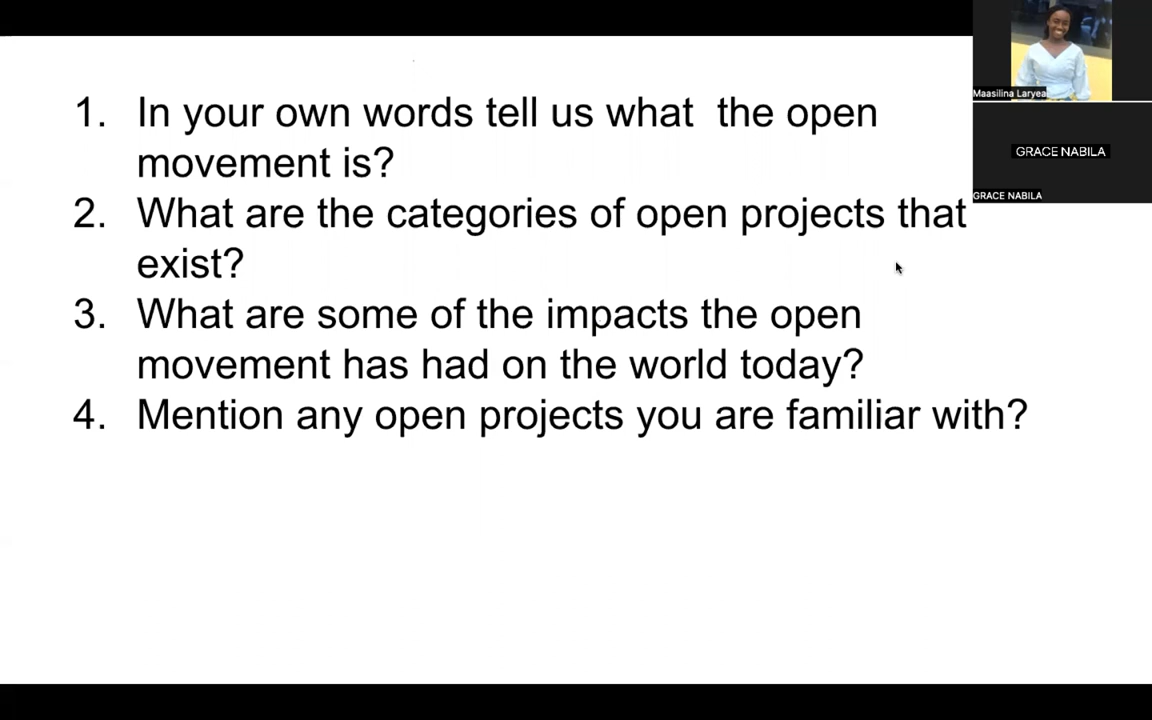 1. In your own words tell us what the open
movement is?
2. What are the categories of open projects that
exist?
3. What are some of the impacts the open
movement has had on the world today?
4. Mention any open projects you are familiar with?
Maasilina Laryea
GRACE NABILA
GRACE NABILA